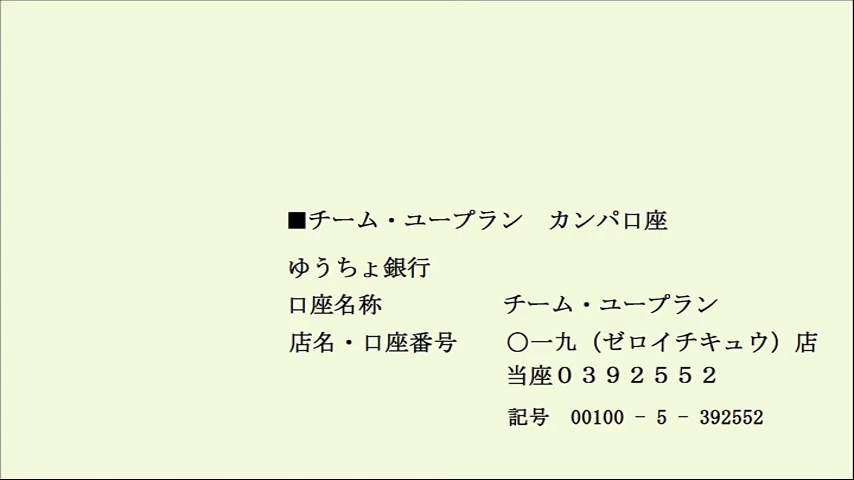 ■チーム・ユープラン　カンパ口座
ゆうちょ銀行
口座名称　チーム・ユープラン
店名・口座番号　〇一九（ゼロイチキュウ）店
当座０３９２５５２
記号　00100 － 5 － 392552